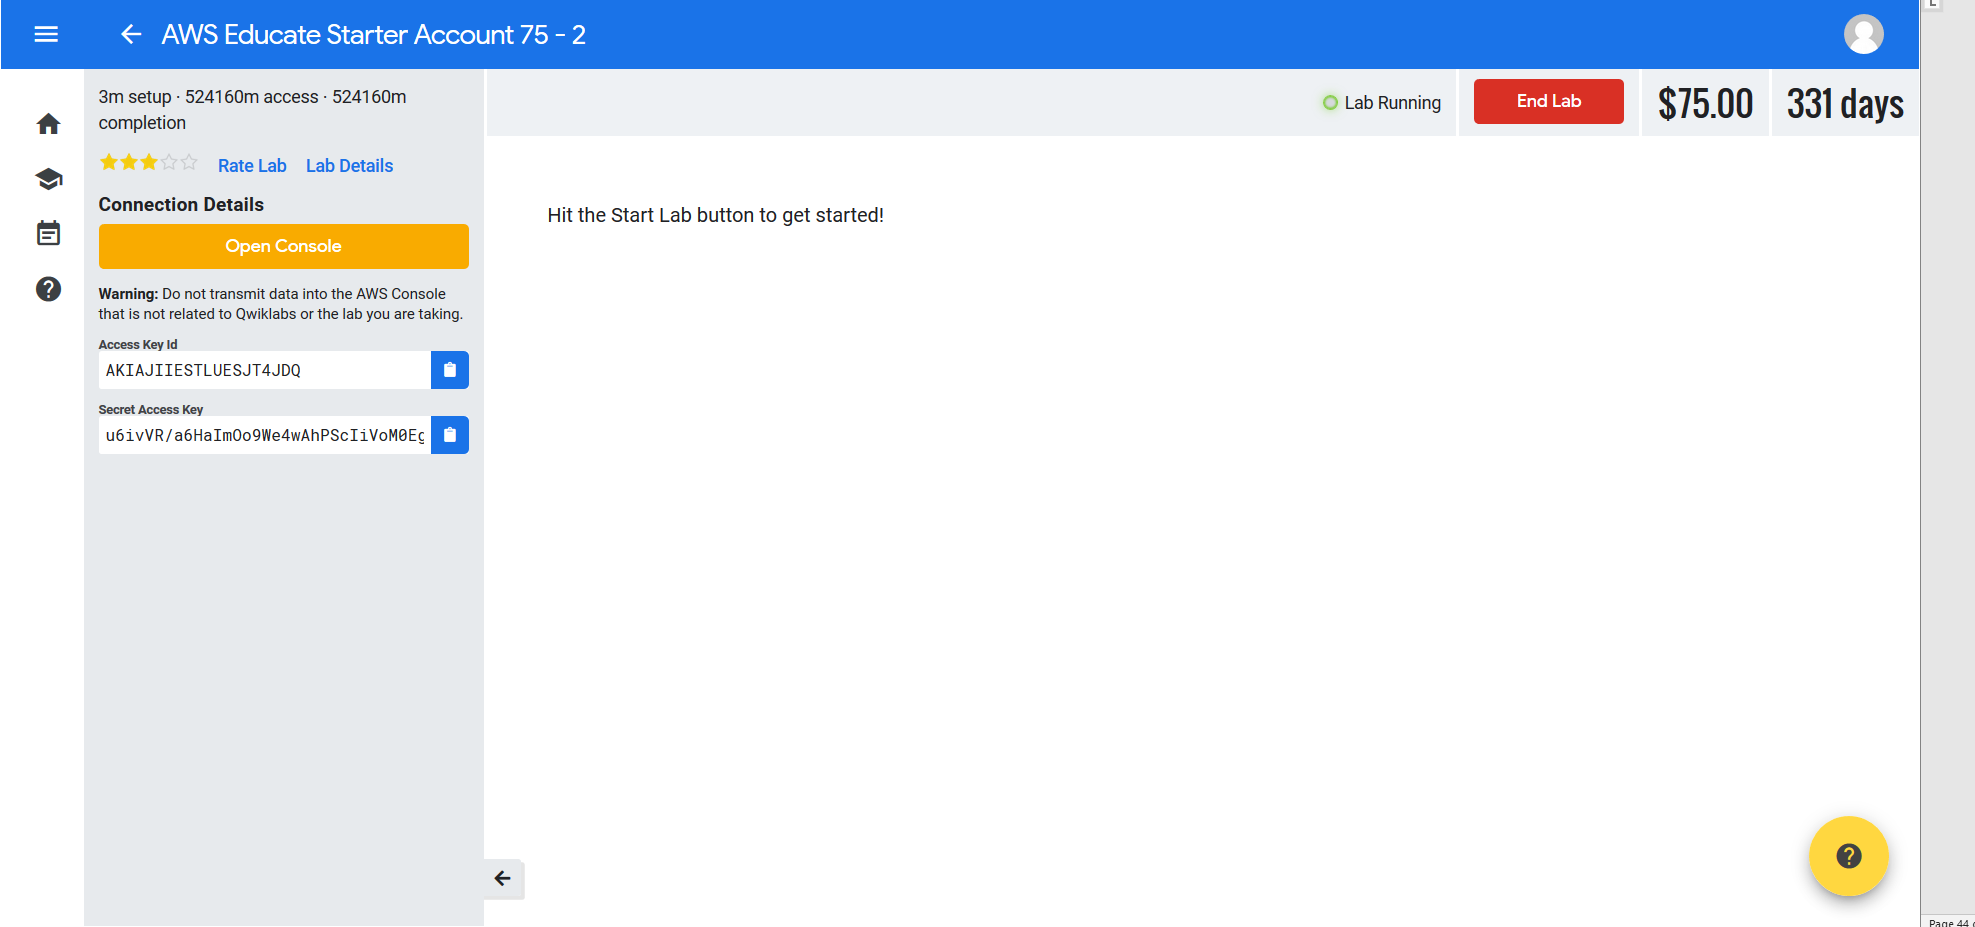 AWS Educate Starter Account 75 - 2
3m setup · 524160m access · 524160m
completion
Rate Lab Lab Details
Connection Details
Open Console
Warning: Do not transmit data into the AWS Console
that is not related to Qwiklabs or the lab you are taking.
Access Key Id
AKIAJIIESTLUESJT4JDQ
Secret Access Key
u6ivVR/a6HaImOo9We4wAhPScIiVoM0Eg
Lab Running
End Lab
$75.00
331 days
Hit the Start Lab button to get started!
L
Page 44